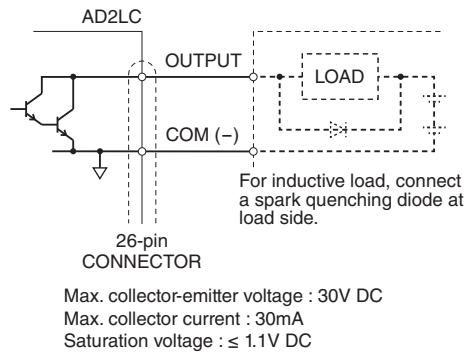 AD2LC
OUTPUT
LOAD
COM (−)
For inductive load, connect
a spark quenching diode at
load side.
26-pin
CONNECTOR
Max. collector-emitter voltage : 30V DC
Max. collector current : 30mA
Saturation voltage : ≤ 1.1V DC